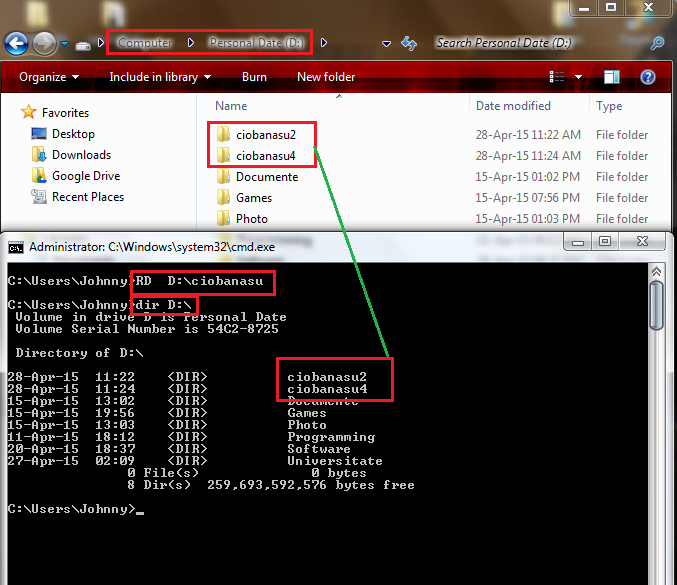 Computer Personal Date (D:) Search Personal Date (D:)
Organize Include in library Burn New folder
Name Date modified Type
Favorites
Desktop
Downloads
Google Drive
Recent Places
ciobanasu2 28-Apr-15 11:22 AM File folder
ciobanasu4 28-Apr-15 11:24 AM File folder
Documente 15-Apr-15 01:02 PM File folder
Games 15-Apr-15 07:56 PM File folder
Photo 15-Apr-15 01:03 PM File folder
Administrator: C:\Windows\system32\cmd.exe
C:\Users\Johnny>RD  D:\ciobanasu
C:\Users\Johnny>dir D:\
Volume in drive D is Personal Date
Volume Serial Number is 54C2-8725
Directory of D:\
28-Apr-15  11:22    <DIR>          ciobanasu2
28-Apr-15  11:24    <DIR>          ciobanasu4
15-Apr-15  13:02    <DIR>          Documente
15-Apr-15  19:56    <DIR>          Games
15-Apr-15  13:03    <DIR>          Photo
11-Apr-15  18:12    <DIR>          Programming
20-Apr-15  18:37    <DIR>          Software
27-Apr-15  02:09    <DIR>          Universitate
0 File(s)              0 bytes
8 Dir(s)  259,693,592,576 bytes free
C:\Users\Johnny>_